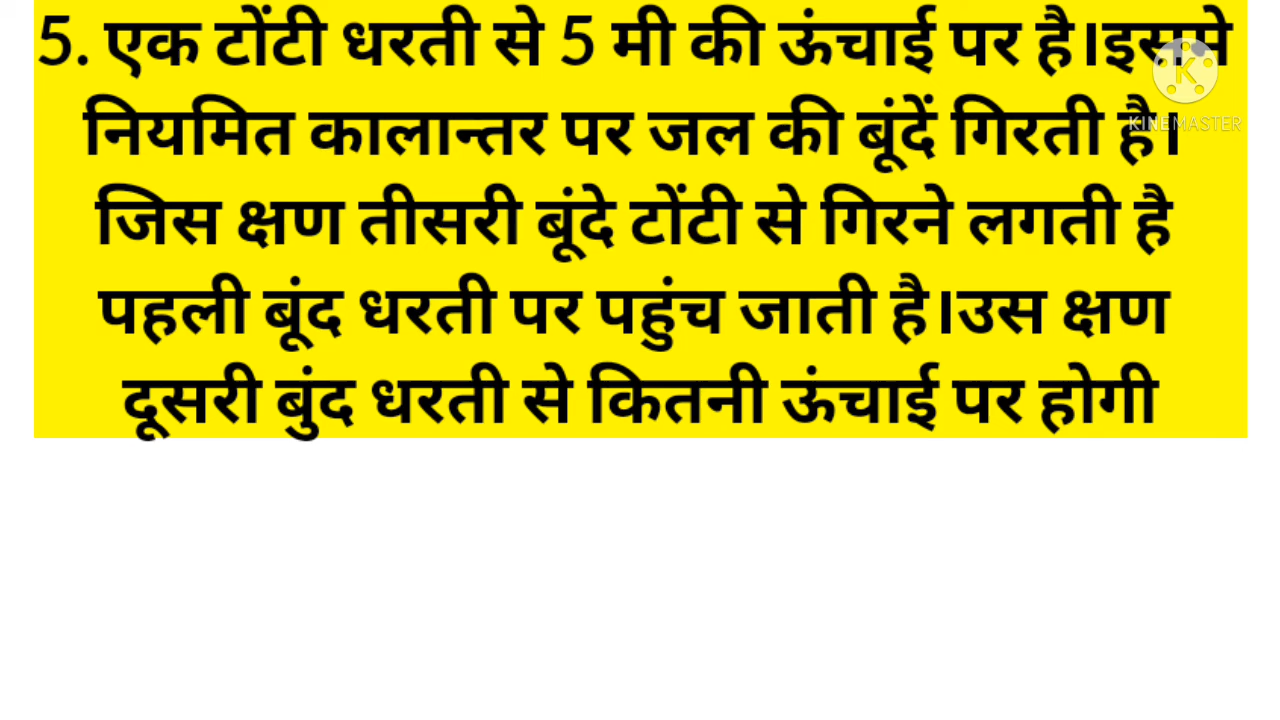 5. एक टोंटी धरती से 5 मी की ऊंचाई पर है।इसमे
नियमित कालान्तर पर जल की बूंदें गिरती है।
जिस क्षण तीसरी बूंदे टोंटी से गिरने लगती है
पहली बूंद धरती पर पहुंच जाती है।उस क्षण
दूसरी बुंद धरती से कितनी ऊंचाई पर होगी
K
KINEMASTER